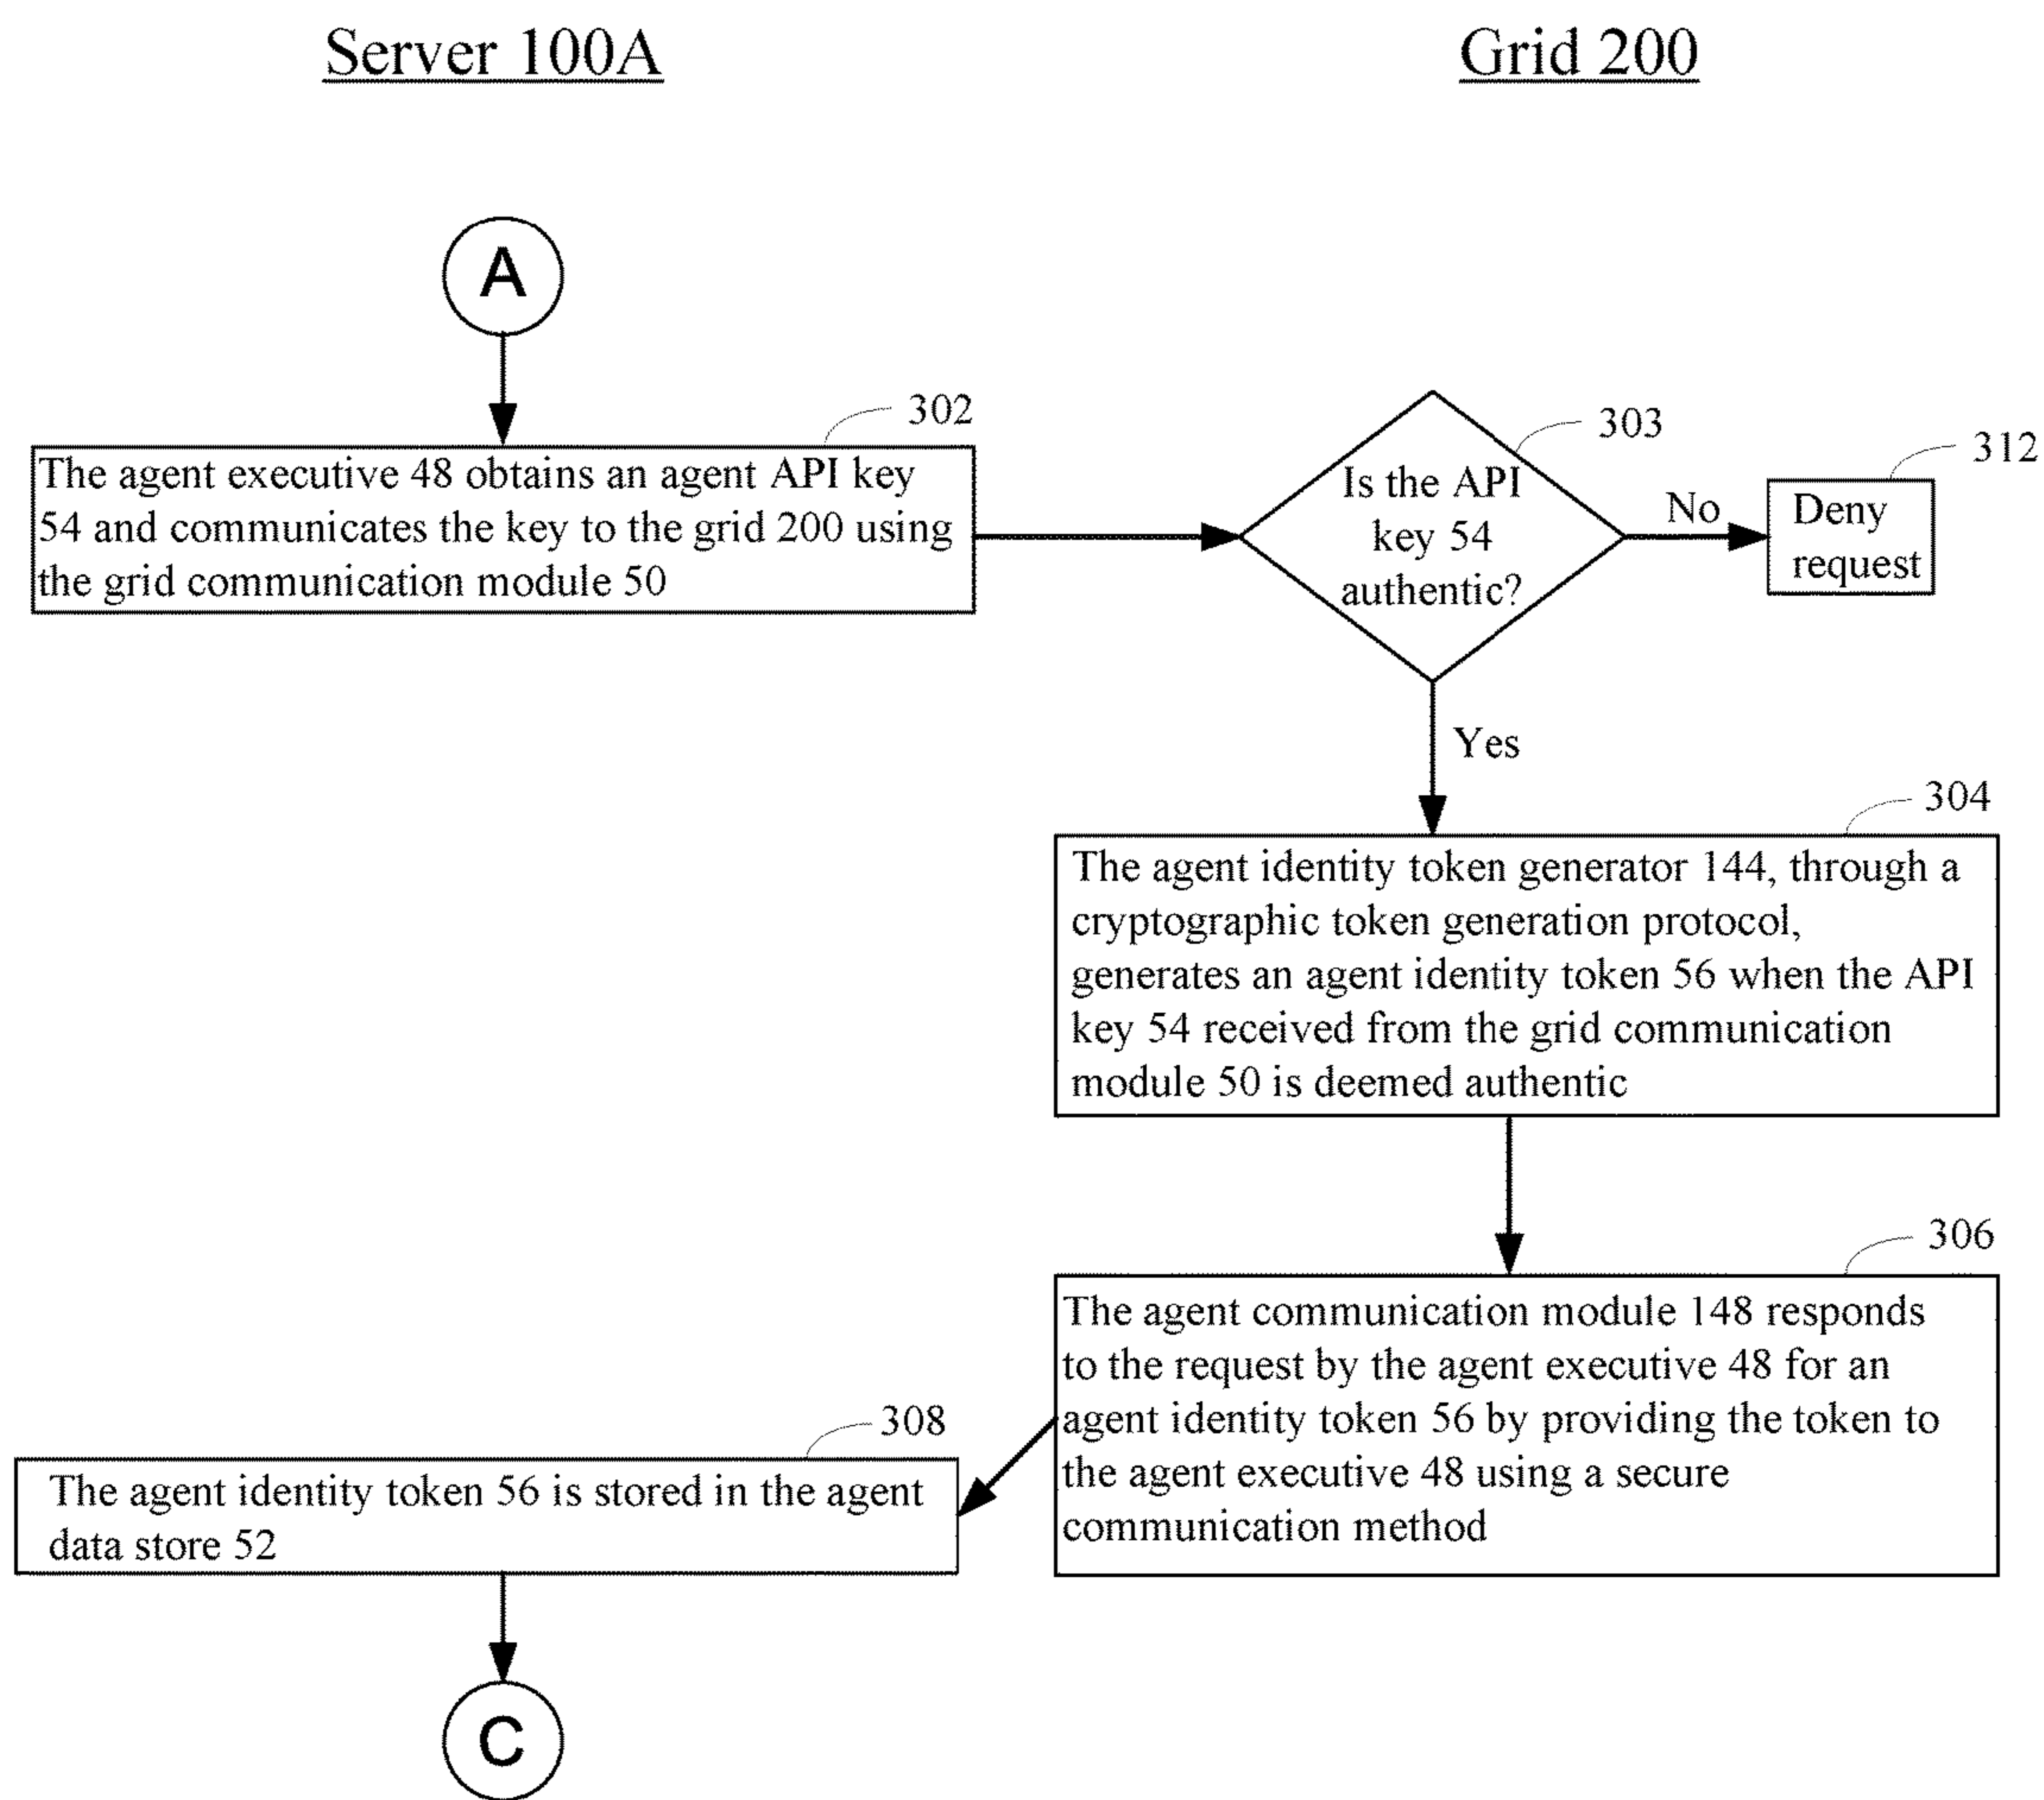 Server 100A
Grid 200
A
302
The agent executive 48 obtains an agent API key
54 and communicates the key to the grid 200 using
the grid communication module 50
303
Is the API
key 54
authentic?
No
312
Deny
request
Yes
304
The agent identity token generator 144, through a
cryptographic token generation protocol,
generates an agent identity token 56 when the API
key 54 received from the grid communication
module 50 is deemed authentic
306
The agent communication module 148 responds
to the request by the agent executive 48 for an
agent identity token 56 by providing the token to
the agent executive 48 using a secure
communication method
308
The agent identity token 56 is stored in the agent
data store 52
C